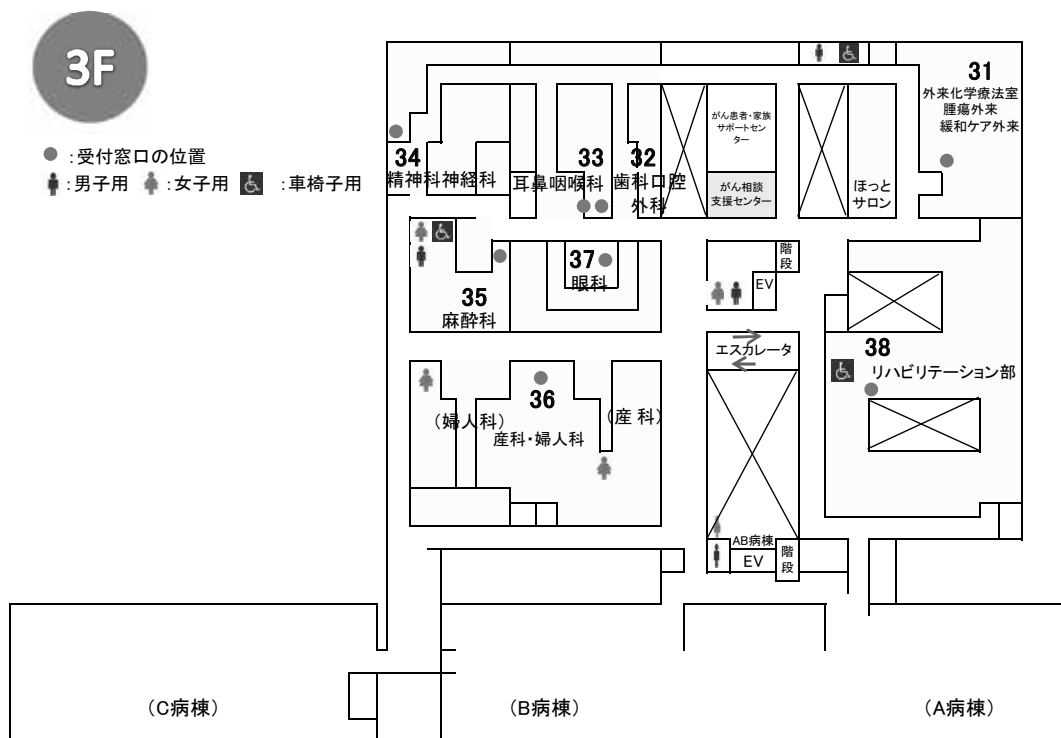 3F
:受付窓口の位置
:男子用 :女子用 :車椅子用
31
外来化学療法室
腫瘍外来
緩和ケア外来
がん患者・家族
サポートセン
ター
がん相談
支援センター
ほっと
サロン
34
精神科神経科
33
耳鼻咽喉科
32
歯科口腔
外科
35
麻酔科
37
眼科
階
段
EV
エスカレータ
38
リハビリテーション部
36
(婦人科)
(産科)
産科・婦人科
AB病棟
EV
階
段
(C病棟)
(B病棟)
(A病棟)